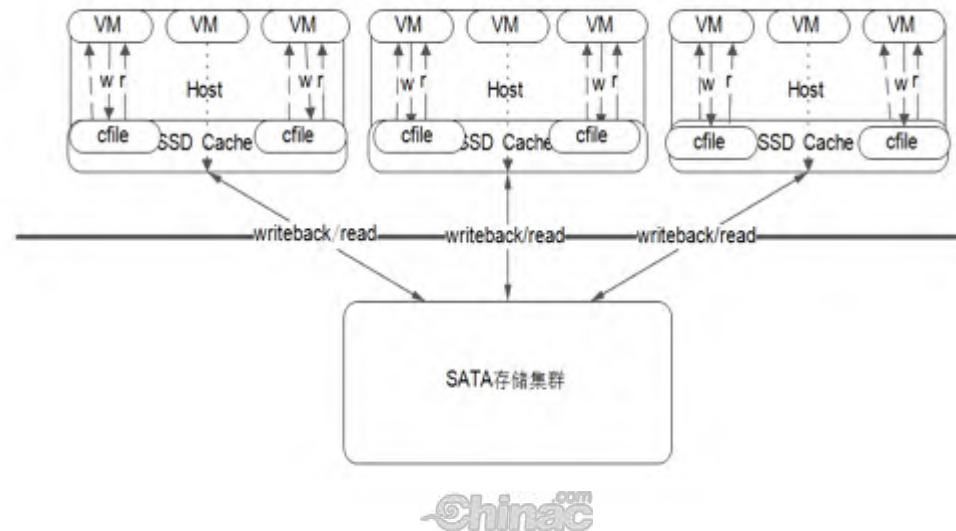 VM VM VM VM VM VM VM VM VM
w r w r w r w r w r w r
Host Host Host
cfile SSD Cache cfile cfile SSD Cache cfile cfile SSD Cache cfile
writeback/read writeback/read writeback/read
SATA存储集群
Chinac.com